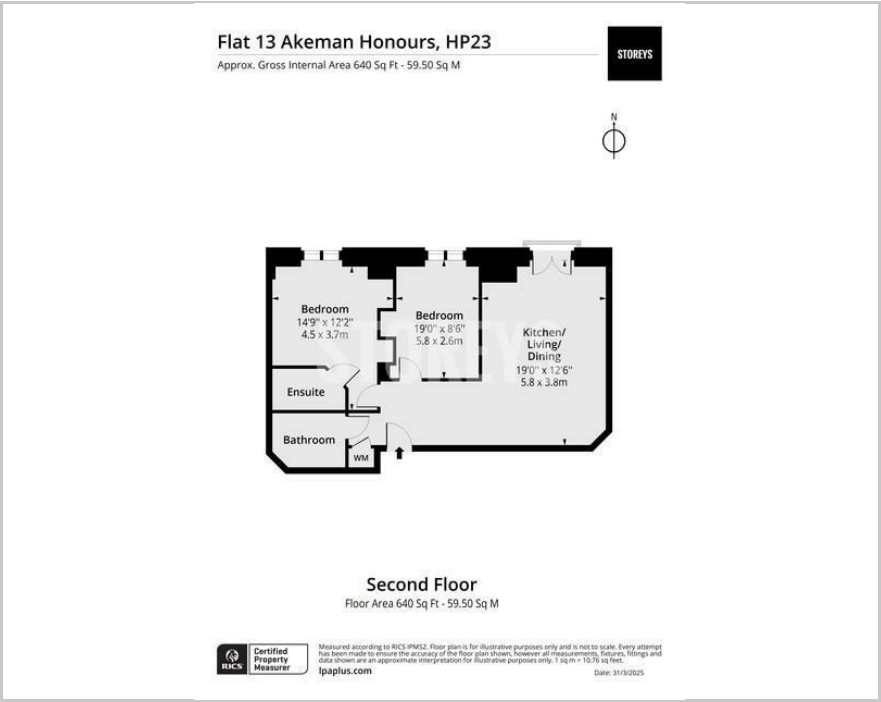 Flat 13 Akeman Honours, HP23
Approx. Gross Internal Area 640 Sq Ft - 59.50 Sq M
STOREYS
N
Bedroom
14'9" x 12'2"
4.5 x 3.7m
Bedroom
19'0" x 8'6"
5.8 x 2.6m
Kitchen/
Living/
Dining
19'0" x 12'6"
5.8 x 3.8m
STOREYS
Ensuite
Bathroom
WM
Second Floor
Floor Area 640 Sq Ft - 59.50 Sq M
RICS
Certified
Property
Measurer
Measured according to RICS IPMS2. Floor plan is for illustrative purposes only and is not to scale. Every attempt
has been made to ensure the accuracy of the floor plan shown, however all measurements, fixtures, fittings and
data shown are an approximate interpretation for illustrative purposes only. 1 sq m = 10.76 sq feet.
lpaplus.com
Date: 31/3/2025